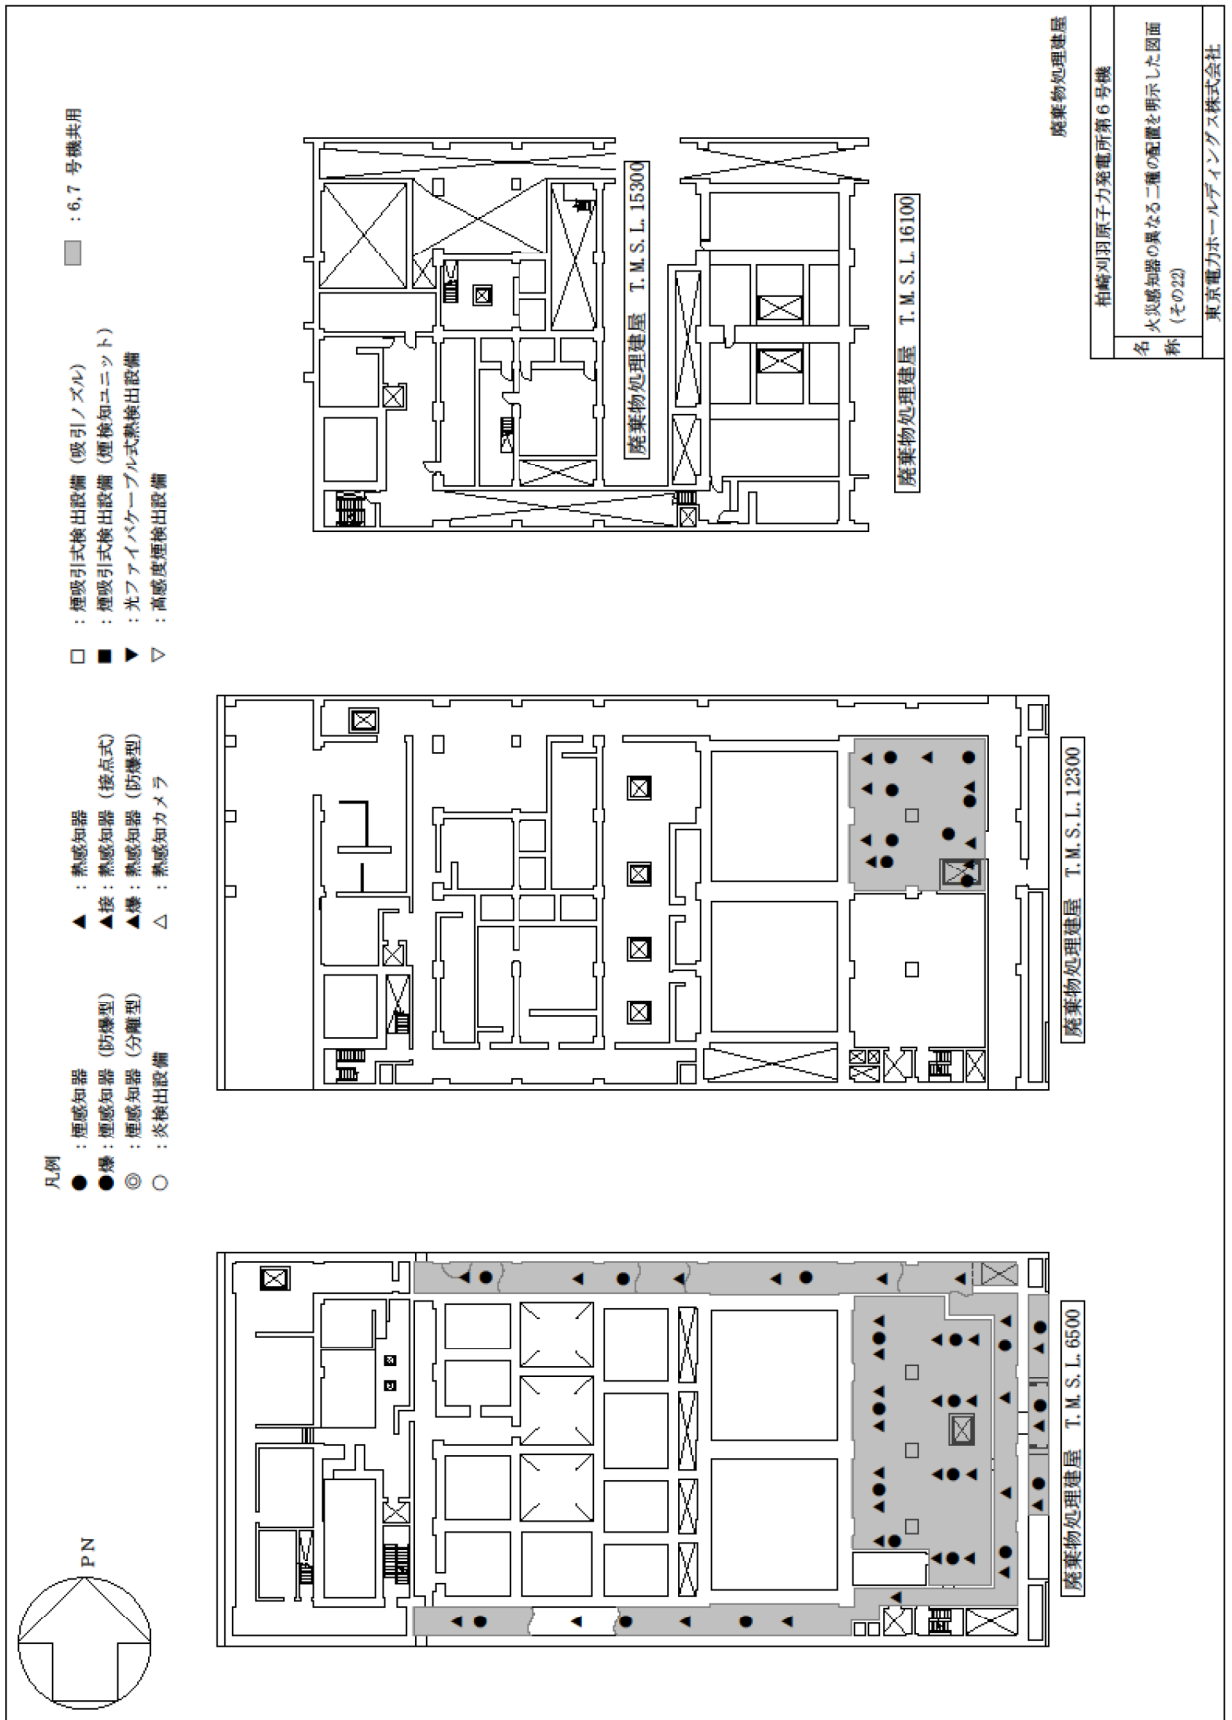 凡例
● ：煙感知器
●爆：煙感知器（防爆型）
◎ ：煙感知器（分離型）
○ ：炎検出設備
▲ ：熱感知器
▲接：熱感知器（接点式）
▲爆：熱感知器（防爆型）
△ ：熱感知カメラ
□ ：煙吸引式検出設備（吸引ノズル）
■ ：煙吸引式検出設備（煙検知ユニット）
▼ ：光ファイバケーブル式熱検出設備
▽ ：高感度煙検出設備
：6,7 号機共用
PN
廃棄物処理建屋 T.M.S.L. 6500
廃棄物処理建屋 T.M.S.L. 12300
廃棄物処理建屋 T.M.S.L. 15300
廃棄物処理建屋 T.M.S.L. 16100
廃棄物処理建屋
柏崎刈羽原子力発電所第6号機
名称
火災感知器の異なる二種の配置を明示した図面
(その22)
東京電力ホールディングス株式会社